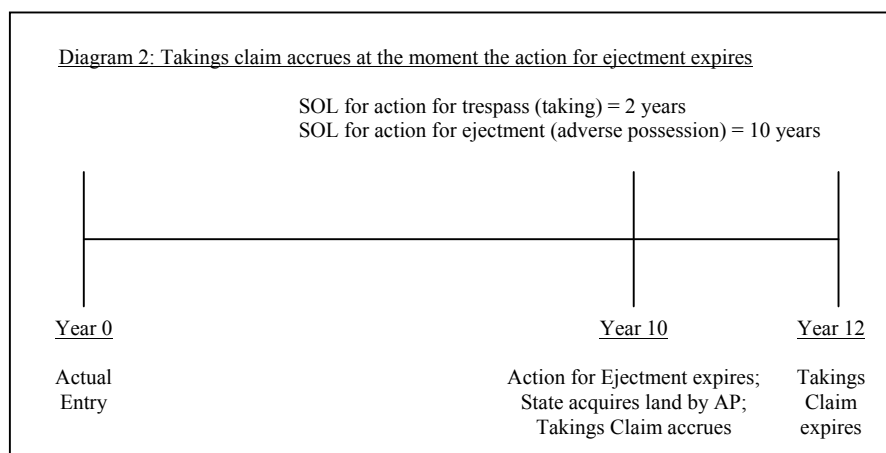 Diagram 2: Takings claim accrues at the moment the action for ejectment expires
SOL for action for trespass (taking) = 2 years
SOL for action for ejectment (adverse possession) = 10 years
Year 0
Year 10
Year 12
Actual
Entry
Action for Ejectment expires;
State acquires land by AP;
Takings Claim accrues
Takings
Claim
expires